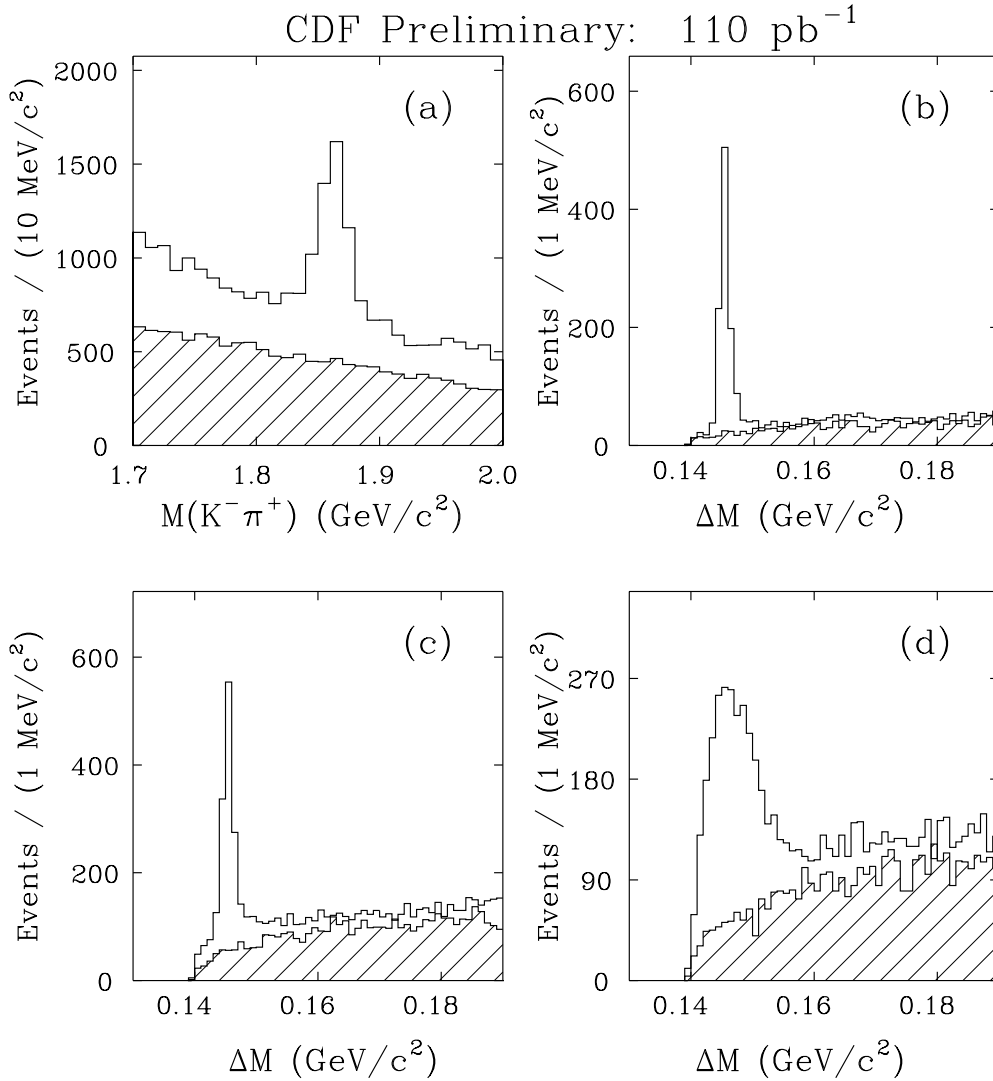 CDF Preliminary: 110 pb⁻¹
(a)
Events / (10 MeV/c²)
2000
1500
1000
500
0
1.7 1.8 1.9 2.0
M(K⁻π⁺) (GeV/c²)
(b)
Events / (1 MeV/c²)
600
400
200
0
0.14 0.16 0.18
ΔM (GeV/c²)
(c)
Events / (1 MeV/c²)
600
400
200
0
0.14 0.16 0.18
ΔM (GeV/c²)
(d)
Events / (1 MeV/c²)
270
180
90
0
0.14 0.16 0.18
ΔM (GeV/c²)